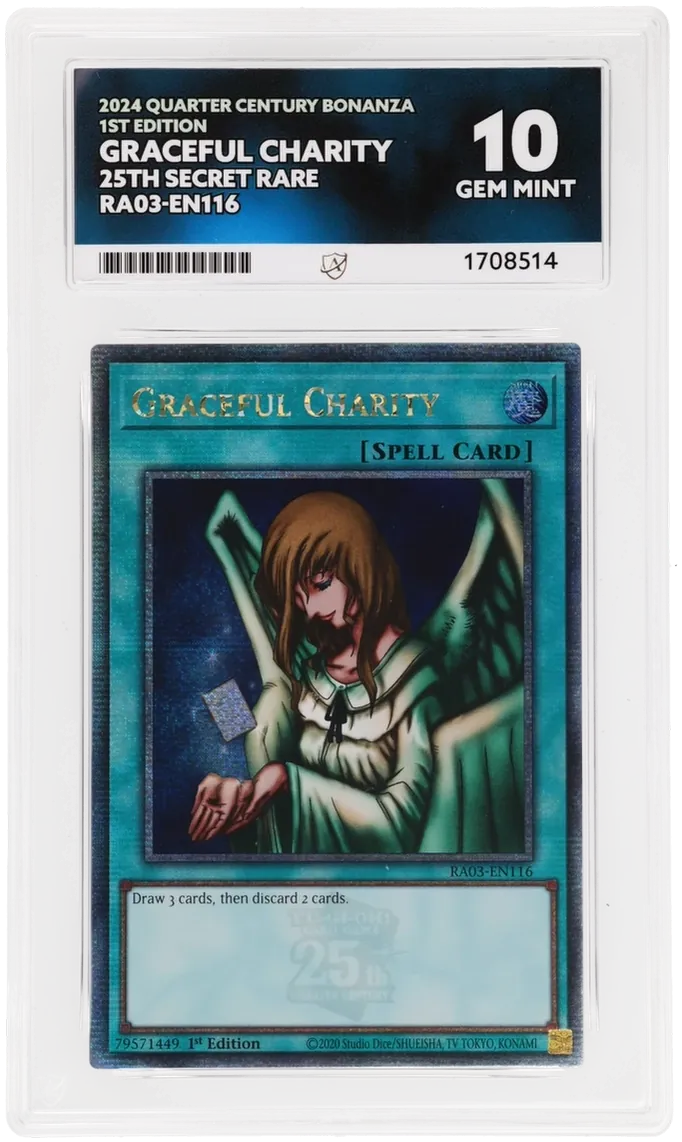 2024 QUARTER CENTURY BONANZA
1ST EDITION
GRACEFUL CHARITY
25TH SECRET RARE
RA03-EN116
10
GEM MINT
1708514
GRACEFUL CHARITY
魔
[SPELL CARD]
RA03-EN116
Draw 3 cards, then discard 2 cards.
25th
79571449 1st Edition
©2020 Studio Dice/SHUEISHA, TV TOKYO, KONAMI